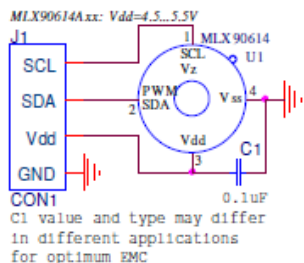 MLX90614Axx: Vdd=4.5...5.5V
J1
SCL
SDA
Vdd
GND
CON1
1
MLX90614
U1
SCL
Vz
PWM
SDA
2
Vss
4
Vdd
3
C1
0.1uF
C1 value and type may differ
in different applications
for optimum EMC